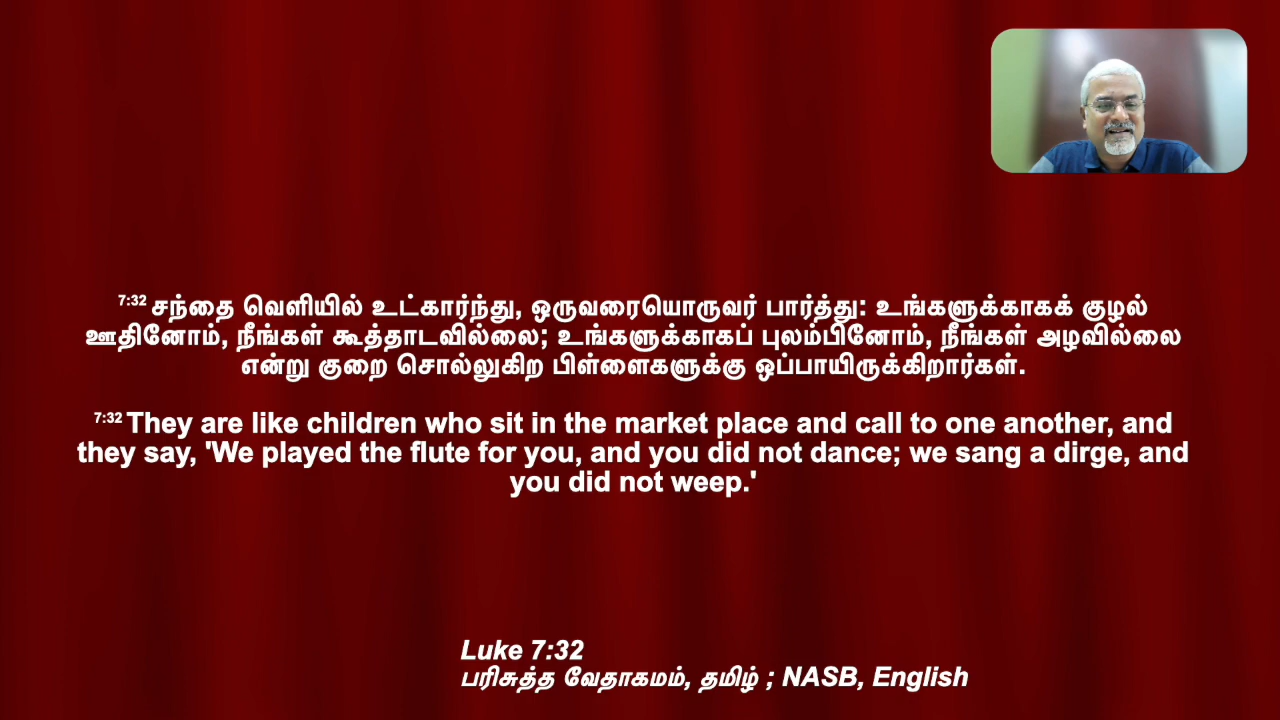 7:32 சந்தை வெளியில் உட்கார்ந்து, ஒருவரையொருவர் பார்த்து: உங்களுக்காகக் குழல்
ஊதினோம், நீங்கள் கூத்தாடவில்லை; உங்களுக்காகப் புலம்பினோம், நீங்கள் அழவில்லை
என்று குறை சொல்லுகிற பிள்ளைகளுக்கு ஒப்பாயிருக்கிறார்கள்.
7:32 They are like children who sit in the market place and call to one another, and
they say, 'We played the flute for you, and you did not dance; we sang a dirge, and
you did not weep.'
Luke 7:32
பரிசுத்த வேதாகமம், தமிழ் ; NASB, English